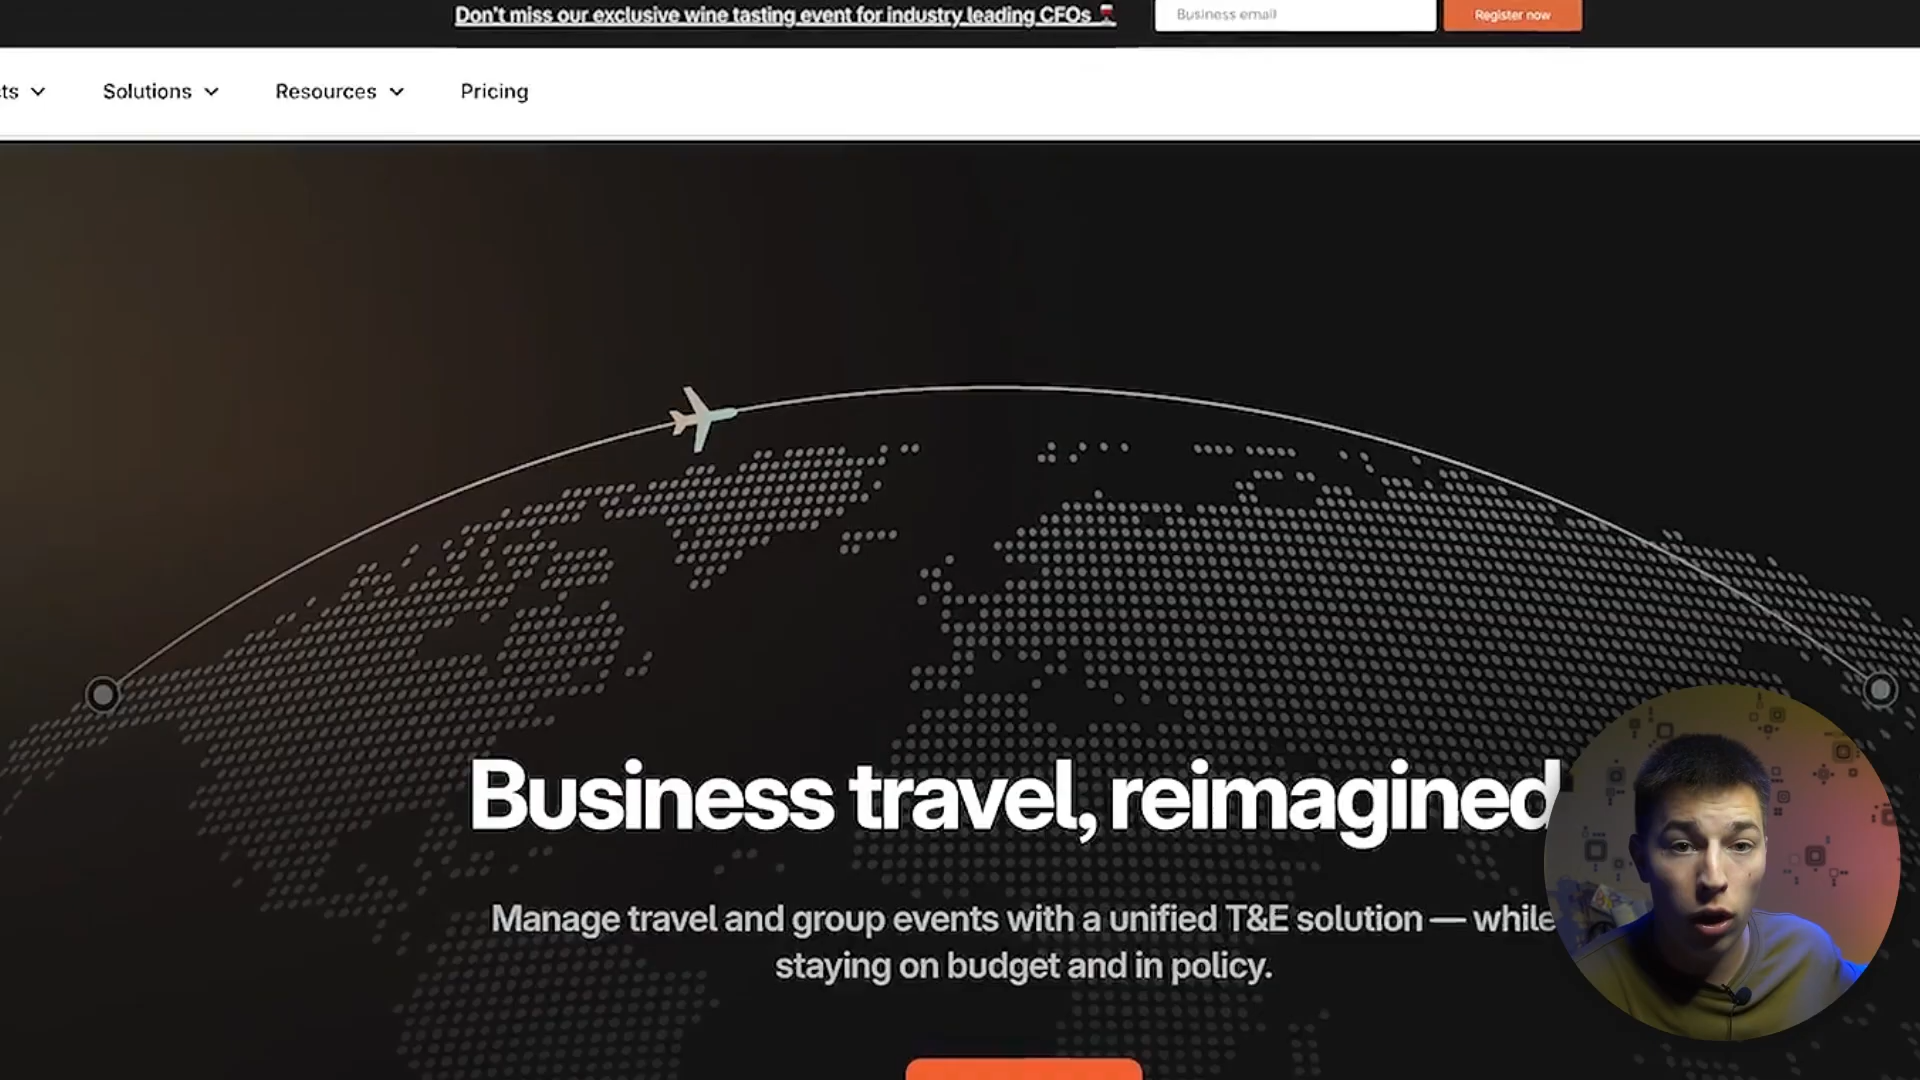 Don't miss our exclusive wine tasting event for industry leading CFOs 🍷
Business email
Register now
ts
Solutions
Resources
Pricing
Business travel, reimagined
Manage travel and group events with a unified T&E solution — while
staying on budget and in policy.